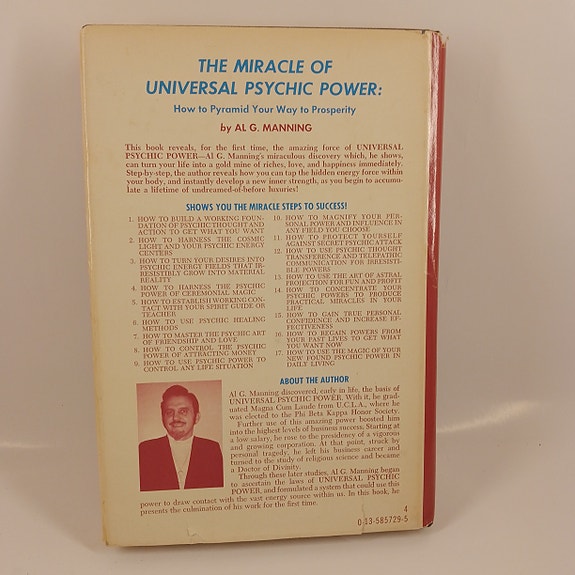 THE MIRACLE OF
UNIVERSAL PSYCHIC POWER:
How to Pyramid Your Way to Prosperity
by AL G. MANNING
This book reveals, for the first time, the amazing force of UNIVERSAL
PSYCHIC POWER—Al G. Manning's miraculous discovery which, he shows,
can turn your life into a gold mine of riches, love, and happiness immediately.
Step-by-step, the author reveals how you can tap the hidden energy force within
your body, and instantly develop a new inner strength, as you begin to accumu-
late a lifetime of undreamed-of-before luxuries!
SHOWS YOU THE MIRACLE STEPS TO SUCCESS!
1. HOW TO BUILD A WORKING FOUN-
DATION OF PSYCHIC THOUGHT AND
ACTION TO GET WHAT YOU WANT
2. HOW TO HARNESS THE COSMIC
LIGHT AND YOUR PSYCHIC ENERGY
CENTERS
3. HOW TO TURN YOUR DESIRES INTO
PSYCHIC ENERGY FIELDS THAT IR-
RESISTIBLY GROW INTO MATERIAL
REALITY
4. HOW TO HARNESS THE PSYCHIC
POWER OF CEREMONIAL MAGIC
5. HOW TO ESTABLISH WORKING CON-
TACT WITH YOUR SPIRIT GUIDE OR
TEACHER
6. HOW TO USE PSYCHIC HEALING
METHODS
7. HOW TO MASTER THE PSYCHIC ART
OF FRIENDSHIP AND LOVE
8. HOW TO CONTROL THE PSYCHIC
POWER OF ATTRACTING MONEY
9. HOW TO USE PSYCHIC POWER TO
CONTROL ANY LIFE SITUATION
10. HOW TO MAGNIFY YOUR PER-
SONAL POWER AND INFLUENCE IN
ANY FIELD YOU CHOOSE
11. HOW TO PROTECT YOURSELF
AGAINST SECRET PSYCHIC ATTACK
12. HOW TO USE PSYCHIC THOUGHT
TRANSFERENCE AND TELEPATHIC
COMMUNICATION FOR IRRESISTI-
BLE POWERS
13. HOW TO USE THE ART OF ASTRAL
PROJECTION FOR FUN AND PROFIT
14. HOW TO CONCENTRATE YOUR
PSYCHIC POWERS TO PRODUCE
PRACTICAL MIRACLES IN YOUR
LIFE
15. HOW TO GAIN TRUE PERSONAL
CONFIDENCE AND INCREASE EF-
FECTIVENESS
16. HOW TO REGAIN POWERS FROM
YOUR PAST LIVES TO GET WHAT
YOU WANT NOW
17. HOW TO USE THE MAGIC OF YOUR
NEW FOUND PSYCHIC POWER IN
DAILY LIVING
ABOUT THE AUTHOR
Al G. Manning discovered, early in life, the basis of
UNIVERSAL PSYCHIC POWER. With it, he grad-
uated Magna Cum Laude from U.C.L.A., where he
was elected to the Phi Beta Kappa Honor Society.
Further use of this amazing power boosted him
into the highest levels of business success. Starting at
a low salary, he rose to the presidency of a vigorous
and growing corporation. At that point, struck by
personal tragedy, he left his business career and
turned to the study of religious science and became
a Doctor of Divinity.
Through these later studies, Al G. Manning began
to ascertain the laws of UNIVERSAL PSYCHIC
POWER, and formulated a system that could use this
power to draw contact with the vast energy source within us. In this book, he
presents the culmination of his work for the first time.
4
0-13-585729-5